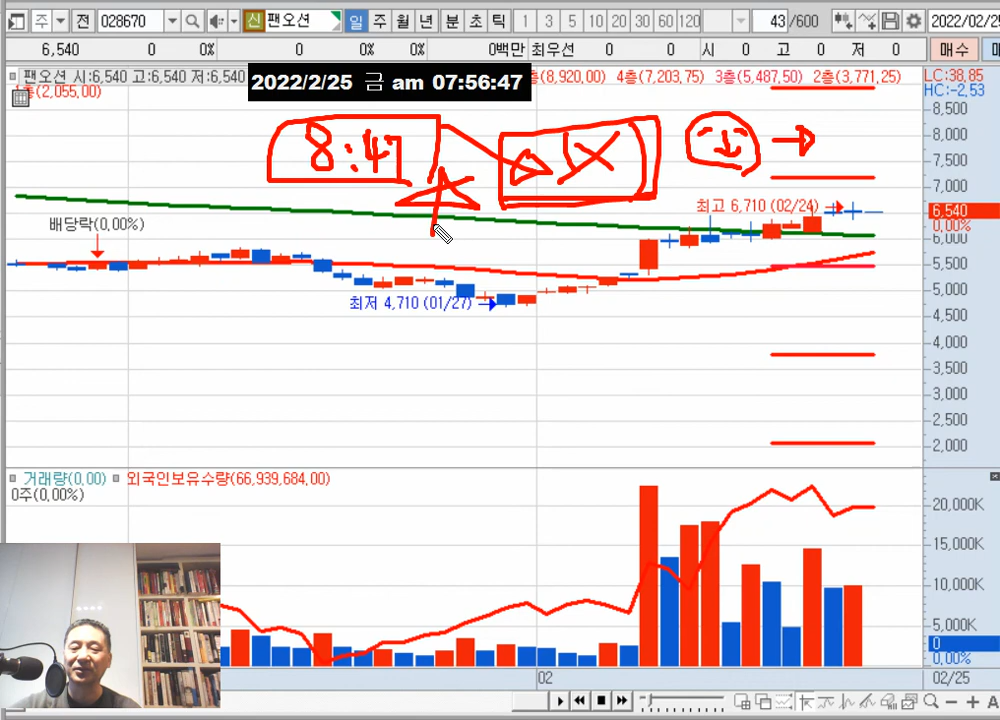 주 전 028670 신 팬오션 일 주 월 년 분 초 틱 1 3 5 10 20 30 60 120 43 /600 2022/02/25
6,540 0 0% 0 0% 0% 0백만 최우선 0 0 시 0 고 0 저 0 매수
팬오션 시:6,540 고:6,540 저:6,540
2022/2/25 금 am 07:56:47
층(8,920,00) 4층(7,203,75) 3층(5,487,50) 2층(3,771,25)
층(2,055,00)
LC:38,85
HC:-2,53
8:47
8,500
8,000
7,500
7,000
최고 6,710 (02/24)
6,540
0,00%
배당락(0,00%)
6,000
5,500
5,000
최저 4,710 (01/27)
4,500
4,000
3,500
3,000
2,500
2,000
거래량(0,00) 외국인보유수량(66,939,684,00)
0주(0,00%)
20,000K
15,000K
10,000K
5,000K
0
0,00%
02 02/25